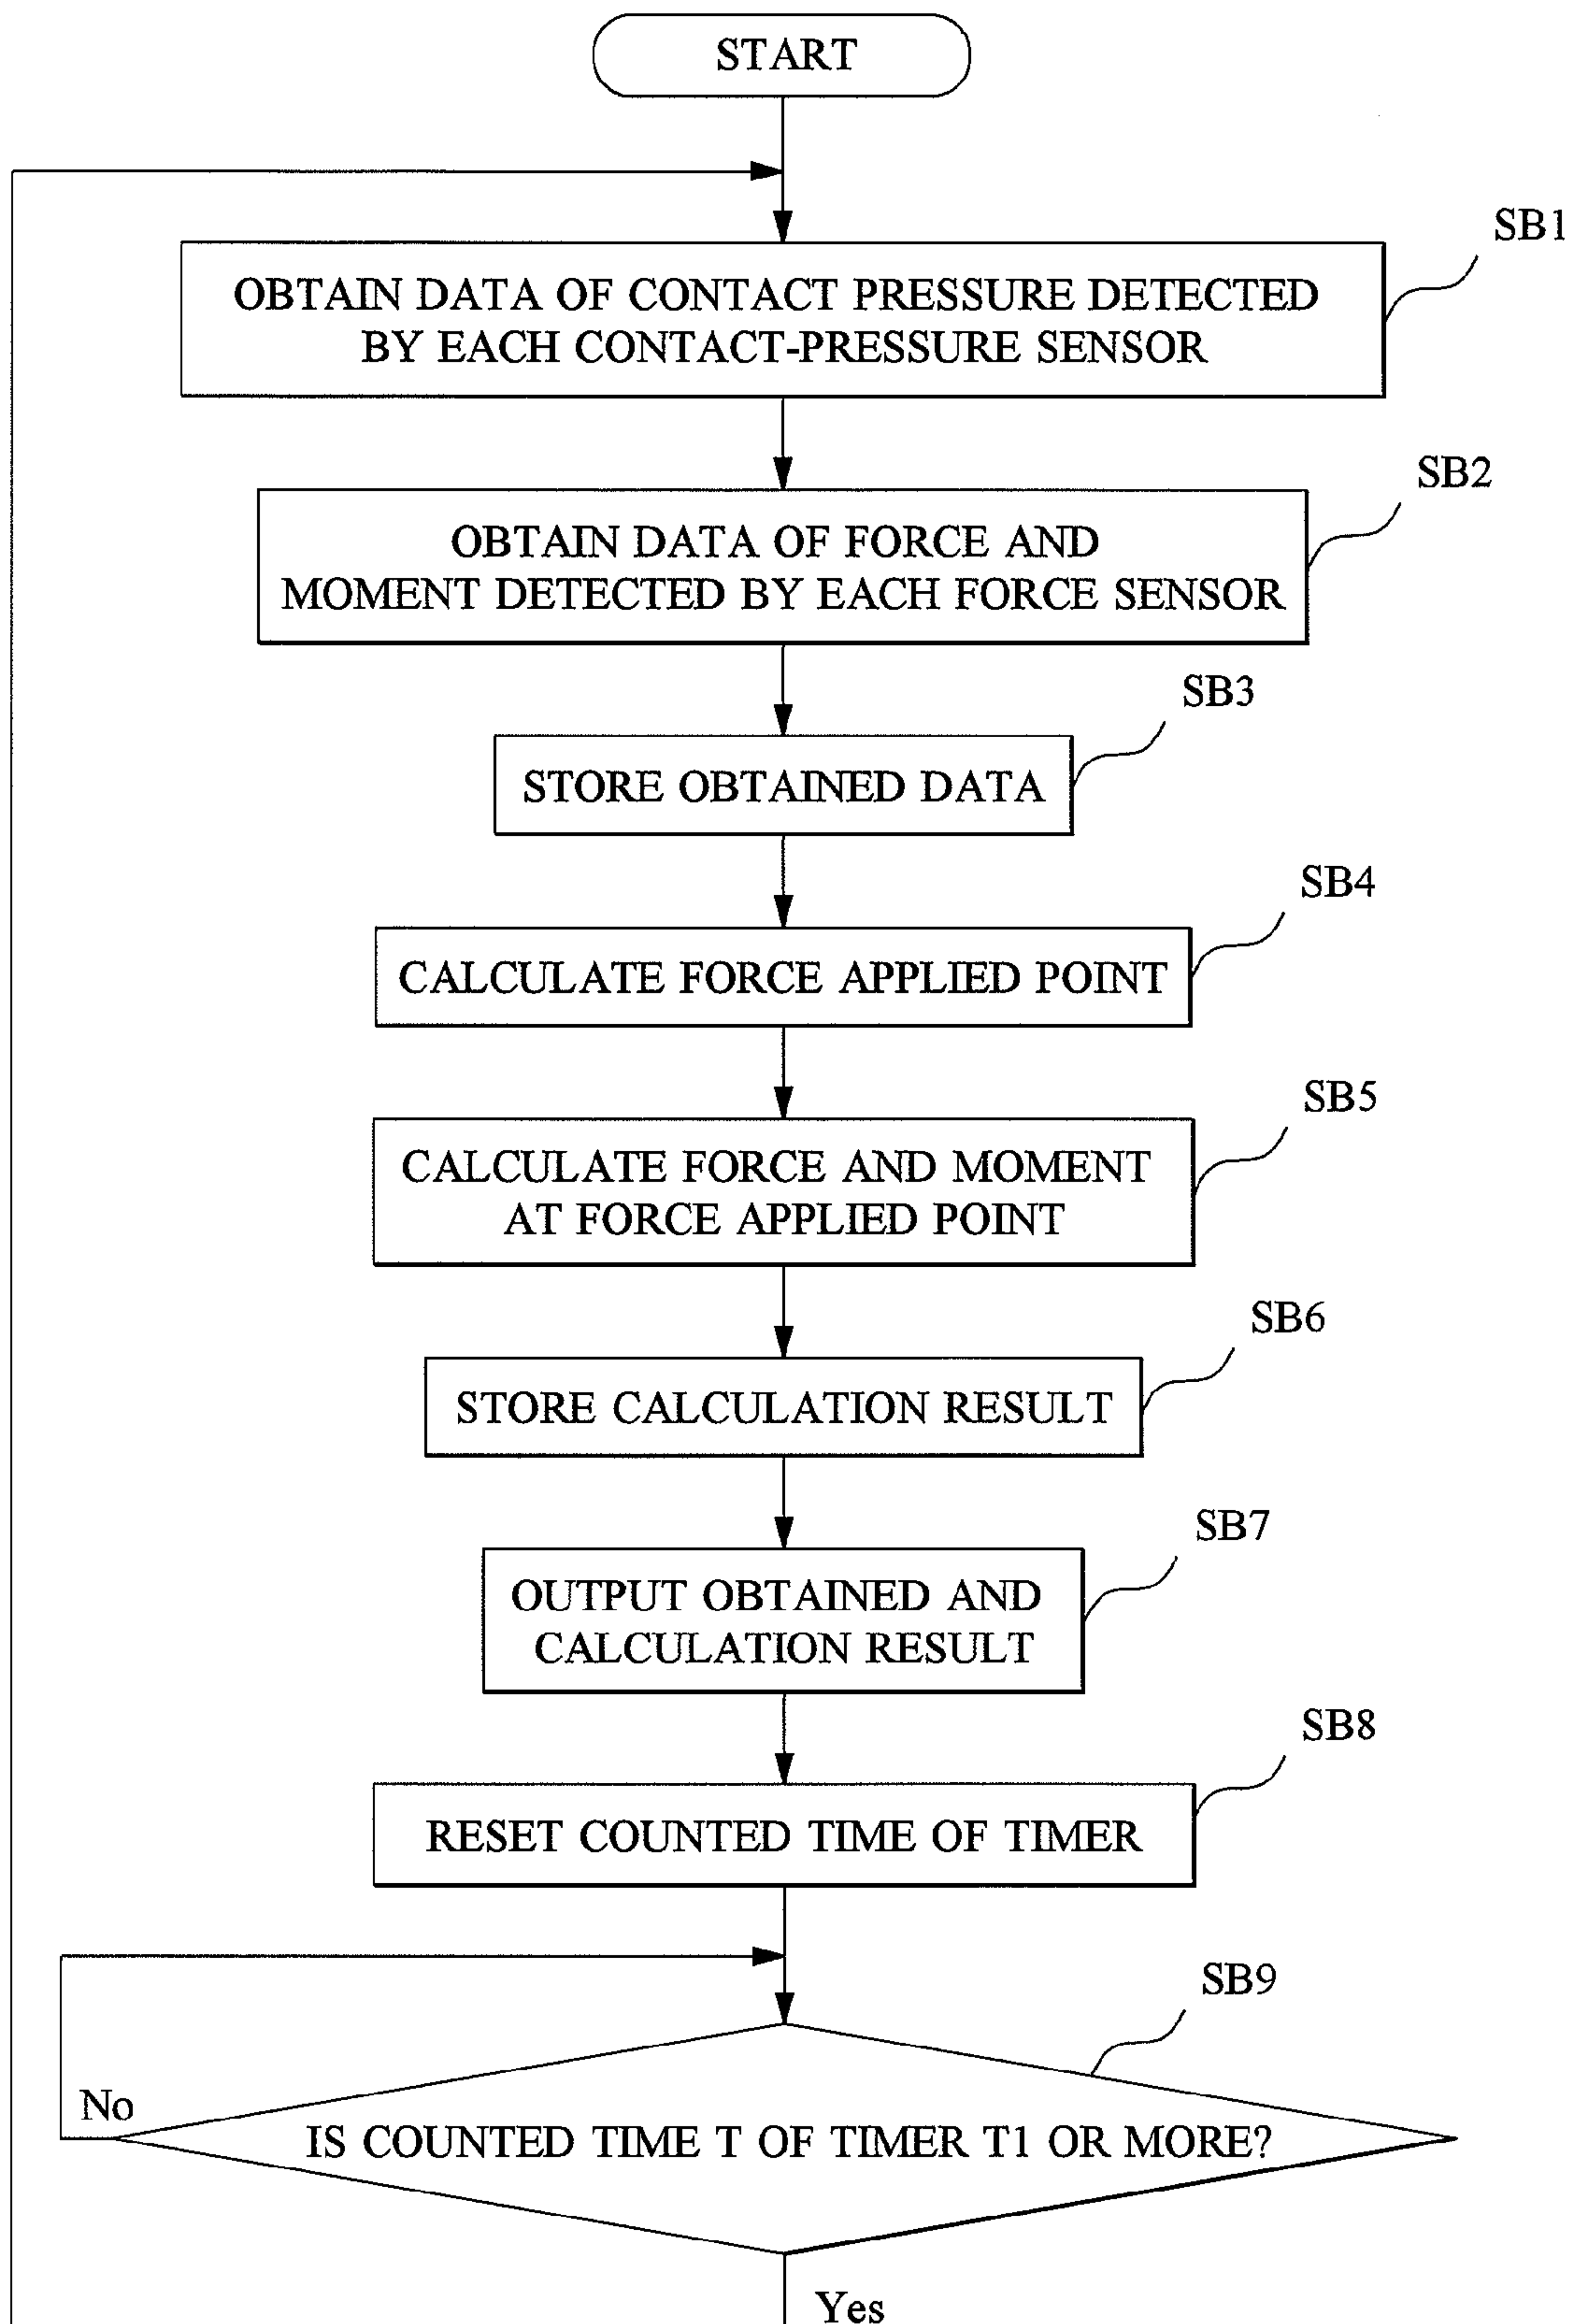 START
SB1
OBTAIN DATA OF CONTACT PRESSURE DETECTED
BY EACH CONTACT-PRESSURE SENSOR
SB2
OBTAIN DATA OF FORCE AND
MOMENT DETECTED BY EACH FORCE SENSOR
SB3
STORE OBTAINED DATA
SB4
CALCULATE FORCE APPLIED POINT
SB5
CALCULATE FORCE AND MOMENT
AT FORCE APPLIED POINT
SB6
STORE CALCULATION RESULT
SB7
OUTPUT OBTAINED AND
CALCULATION RESULT
SB8
RESET COUNTED TIME OF TIMER
SB9
No
IS COUNTED TIME T OF TIMER T1 OR MORE?
Yes